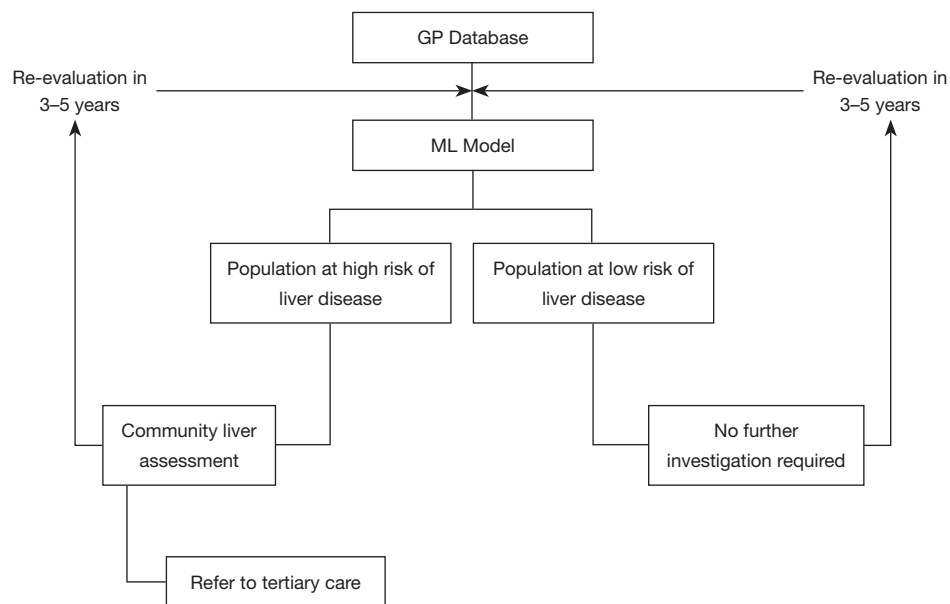 GP Database
Re-evaluation in
3–5 years
Re-evaluation in
3–5 years
ML Model
Population at high risk of
liver disease
Population at low risk of
liver disease
Community liver
assessment
No further
investigation required
Refer to tertiary care